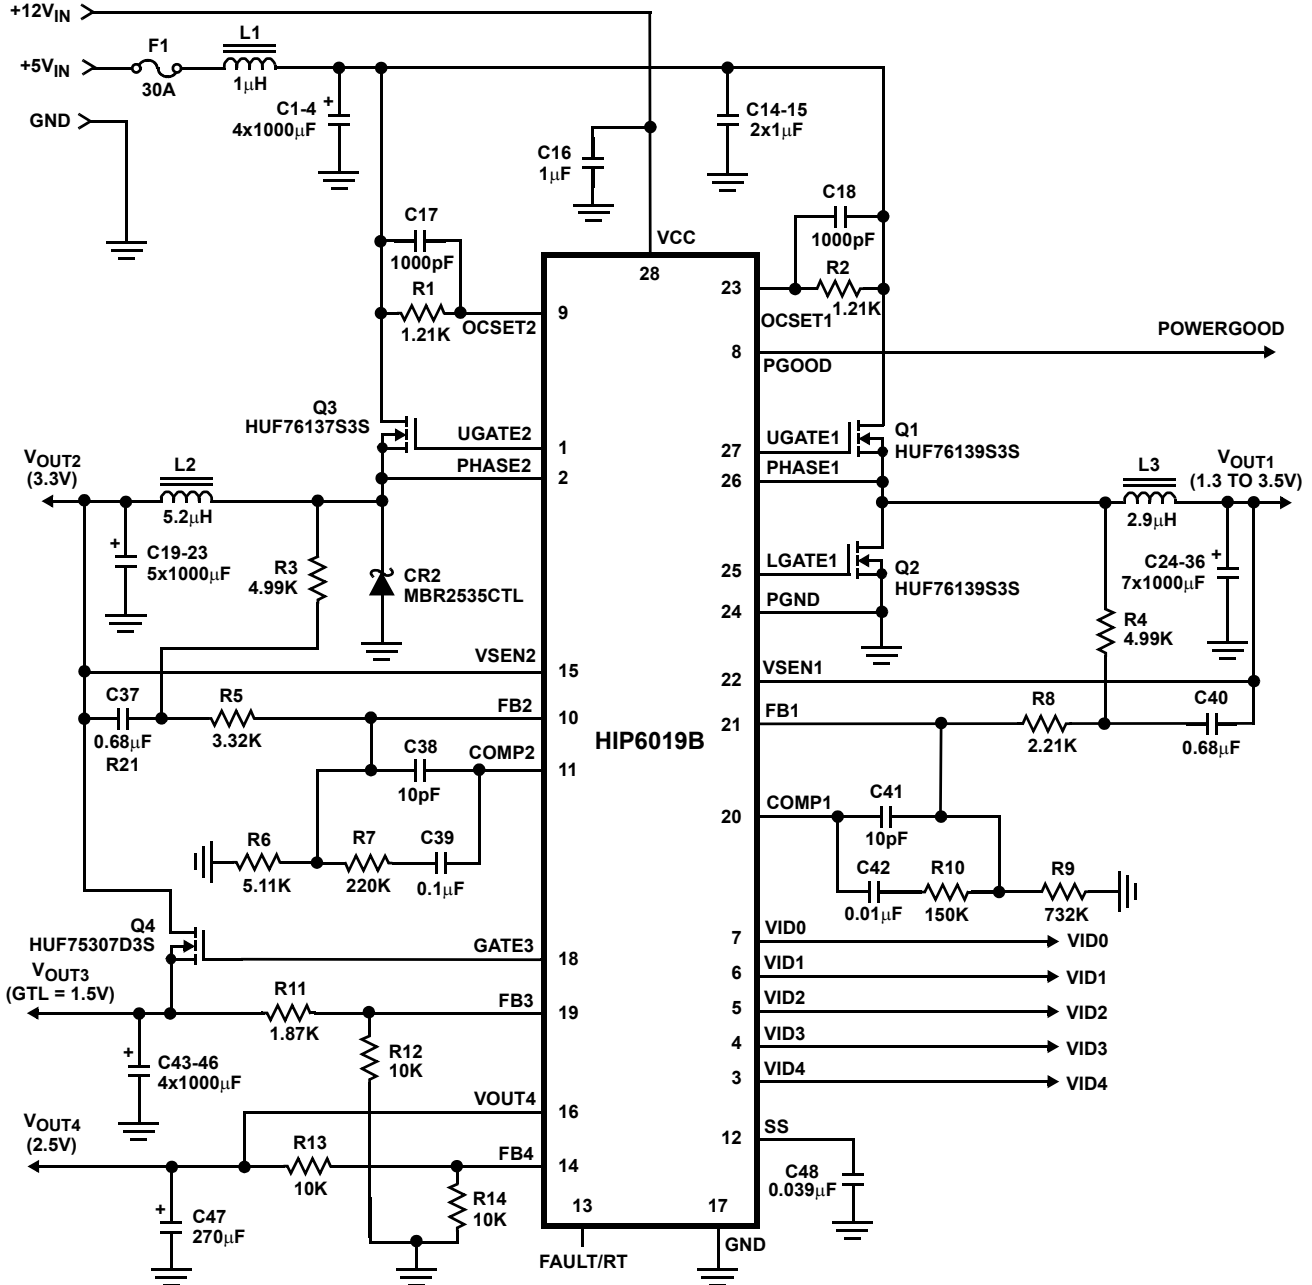 +12VIN
+5VIN
F1
30A
L1
1µH
GND
C1-4
4x1000µF
+
C16
1µF
C14-15
2x1µF
C17
1000pF
R1
1.21K
OCSET2
VCC
28
C18
1000pF
R2
1.21K
23
OCSET1
9
8
PGOOD
POWERGOOD
Q3
HUF76137S3S
UGATE2
1
PHASE2
2
27
UGATE1
Q1
HUF76139S3S
26
PHASE1
VOUT2
(3.3V)
L2
5.2µH
L3
2.9µH
VOUT1
(1.3 TO 3.5V)
+
C19-23
5x1000µF
R3
4.99K
CR2
MBR2535CTL
25
LGATE1
Q2
HUF76139S3S
24
PGND
C24-36
7x1000µF
+
R4
4.99K
VSEN2
15
22
VSEN1
C37
0.68µF
R21
R5
3.32K
FB2
10
21
FB1
R8
2.21K
C40
0.68µF
HIP6019B
C38
10pF
COMP2
11
20
COMP1
C41
10pF
R6
5.11K
R7
220K
C39
0.1µF
C42
0.01µF
R10
150K
R9
732K
Q4
HUF75307D3S
GATE3
18
7
VID0
VID0
6
VID1
VID1
5
VID2
VID2
4
VID3
VID3
3
VID4
VID4
VOUT3
(GTL = 1.5V)
R11
1.87K
FB3
19
+
C43-46
4x1000µF
R12
10K
VOUT4
16
VOUT4
(2.5V)
R13
10K
FB4
14
12
SS
C48
0.039µF
+
C47
270µF
R14
10K
13
FAULT/RT
17
GND